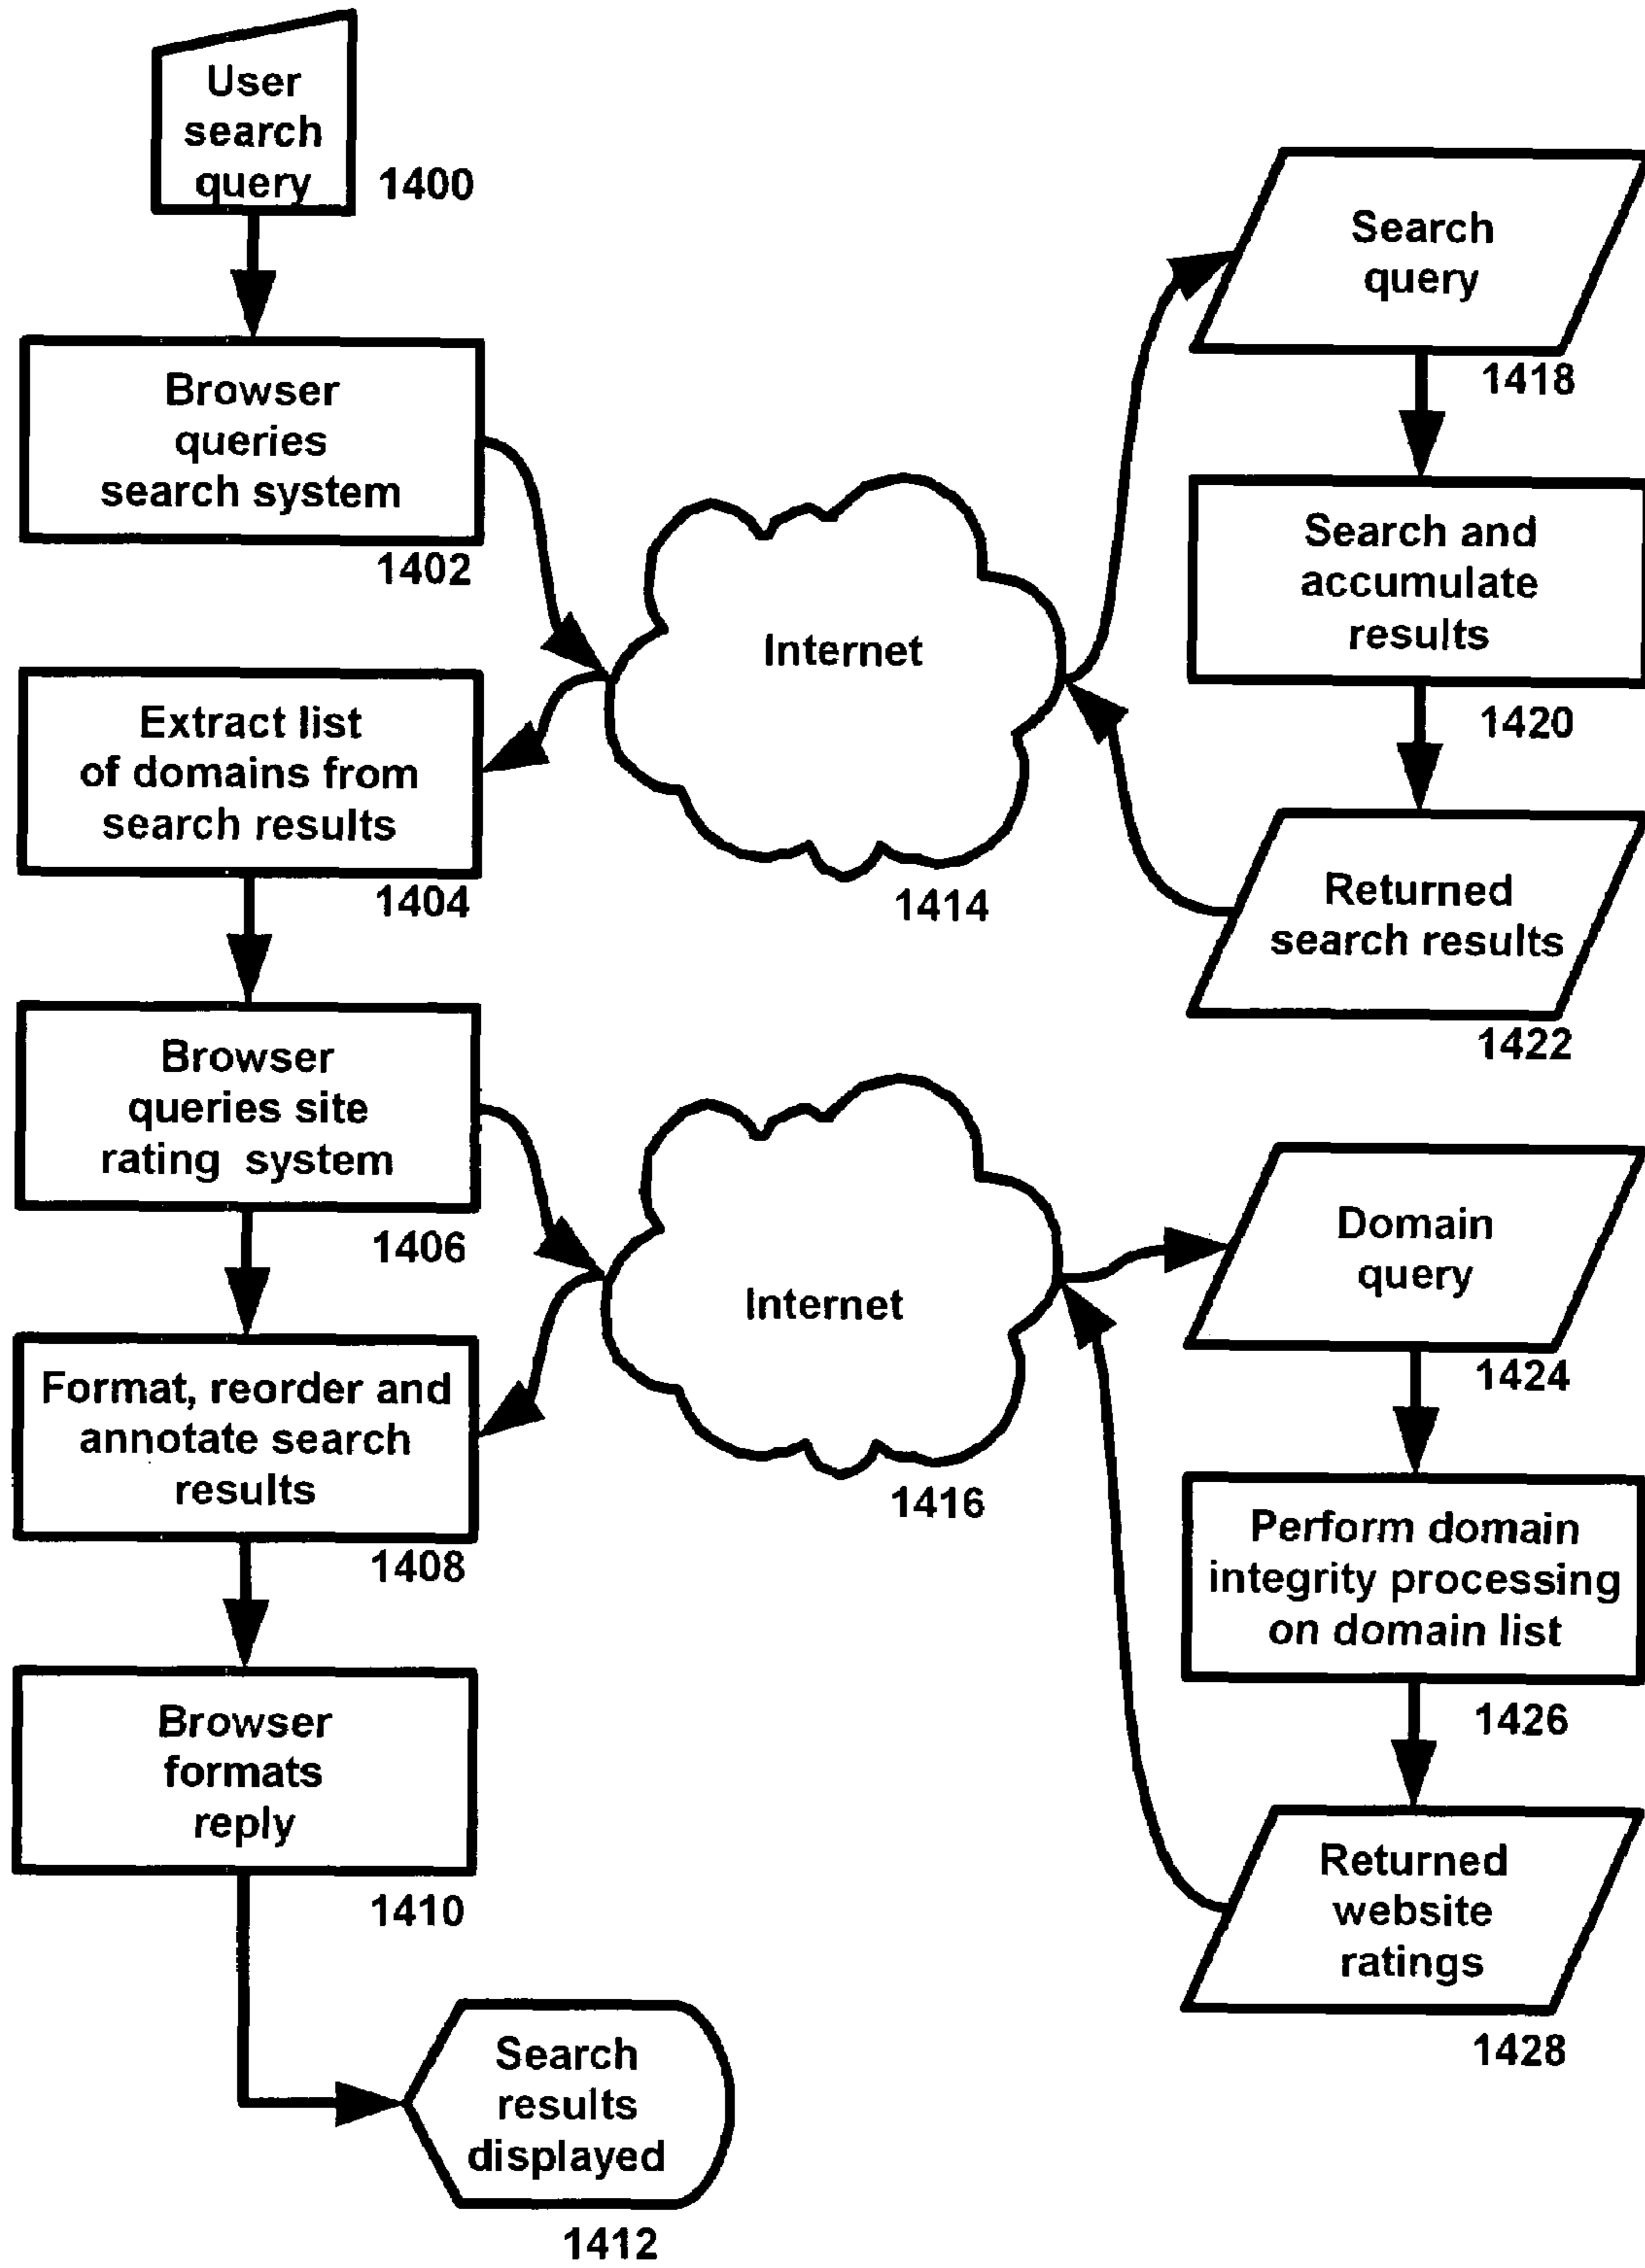 User
search
query
1400
Browser
queries
search system
1402
Extract list
of domains from
search results
1404
Browser
queries site
rating system
1406
Format, reorder and
annotate search
results
1408
Browser
formats
reply
1410
Search
results
displayed
1412
Internet
1414
Internet
1416
Search
query
1418
Search and
accumulate
results
1420
Returned
search results
1422
Domain
query
1424
Perform domain
integrity processing
on domain list
1426
Returned
website
ratings
1428